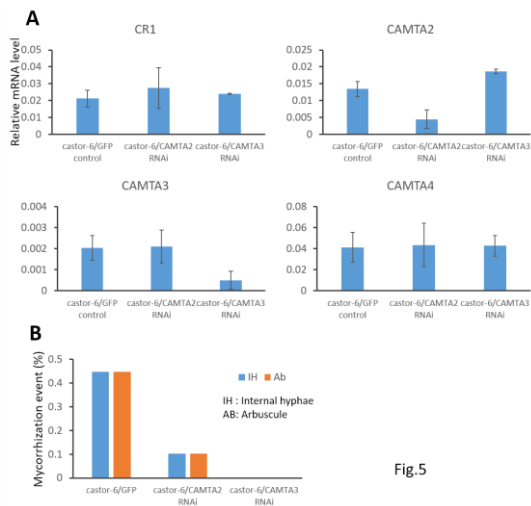 A
CR1
CAMTA2
Relative mRNA level
0.05
0.04
0.03
0.02
0.01
0
castor-6/GFP castor-6/CAMTA2 castor-6/CAMTA3
control RNAi RNAi
0.025
0.02
0.015
0.01
0.005
0
castor-6/GFP castor-6/CAMTA2 castor-6/CAMTA3
control RNAi RNAi
CAMTA3
CAMTA4
0.003
0.002
0.001
0
castor-6/GFP castor-6/CAMTA2 castor-6/CAMTA3
control RNAi RNAi
0.08
0.06
0.04
0.02
0
castor-6/GFP castor-6/CAMTA2 castor-6/CAMTA3
control RNAi RNAi
B
Mycorrhization event (%)
0.5
0.4
0.3
0.2
0.1
0
IH Ab
IH : Internal hyphae
AB: Arbuscule
castor-6/GFP castor-6/CAMTA2 castor-6/CAMTA3
RNAi RNAi
Fig.5